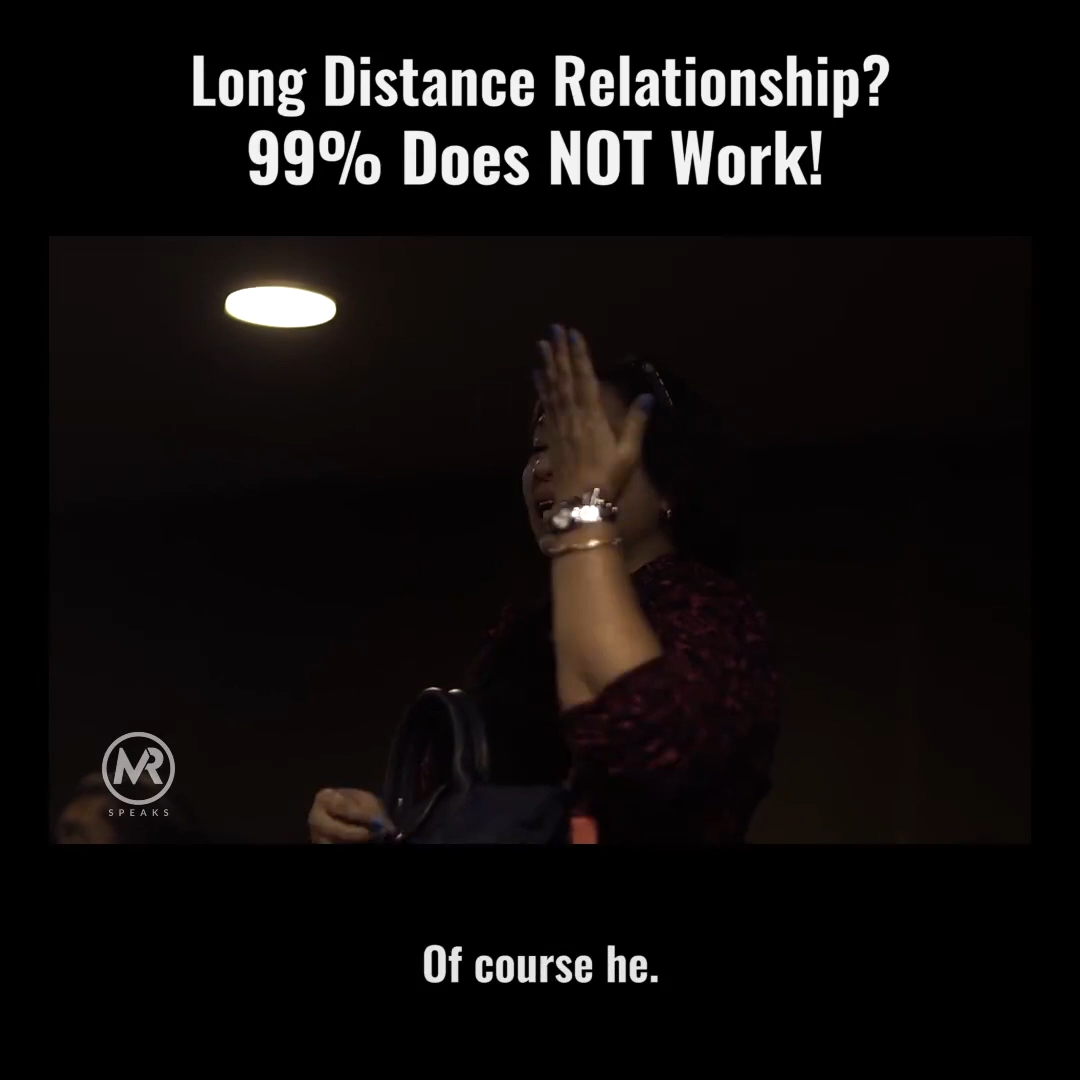 Long Distance Relationship?
99% Does NOT Work!
MR
SPEAKS
Of course he.